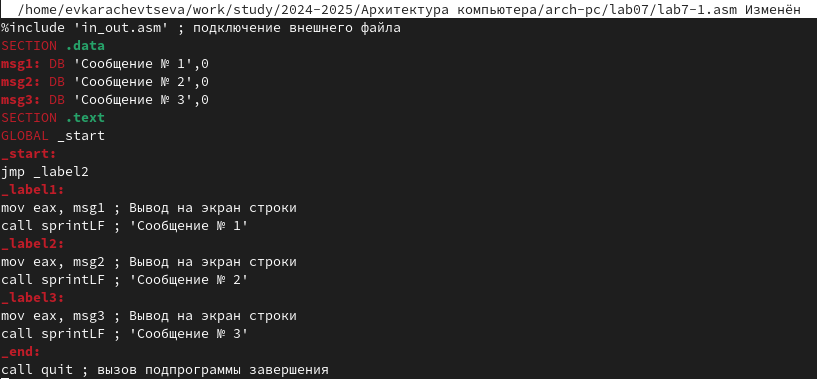 /home/evkarachevtseva/work/study/2024-2025/Архитектура компьютера/arch-pc/lab07/lab7-1.asm Изменён
%include 'in_out.asm' ; подключение внешнего файла
SECTION .data
msg1: DB 'Сообщение № 1',0
msg2: DB 'Сообщение № 2',0
msg3: DB 'Сообщение № 3',0
SECTION .text
GLOBAL _start
_start:
jmp _label2
_label1:
mov eax, msg1 ; Вывод на экран строки
call sprintLF ; 'Сообщение № 1'
_label2:
mov eax, msg2 ; Вывод на экран строки
call sprintLF ; 'Сообщение № 2'
_label3:
mov eax, msg3 ; Вывод на экран строки
call sprintLF ; 'Сообщение № 3'
_end:
call quit ; вызов подпрограммы завершения